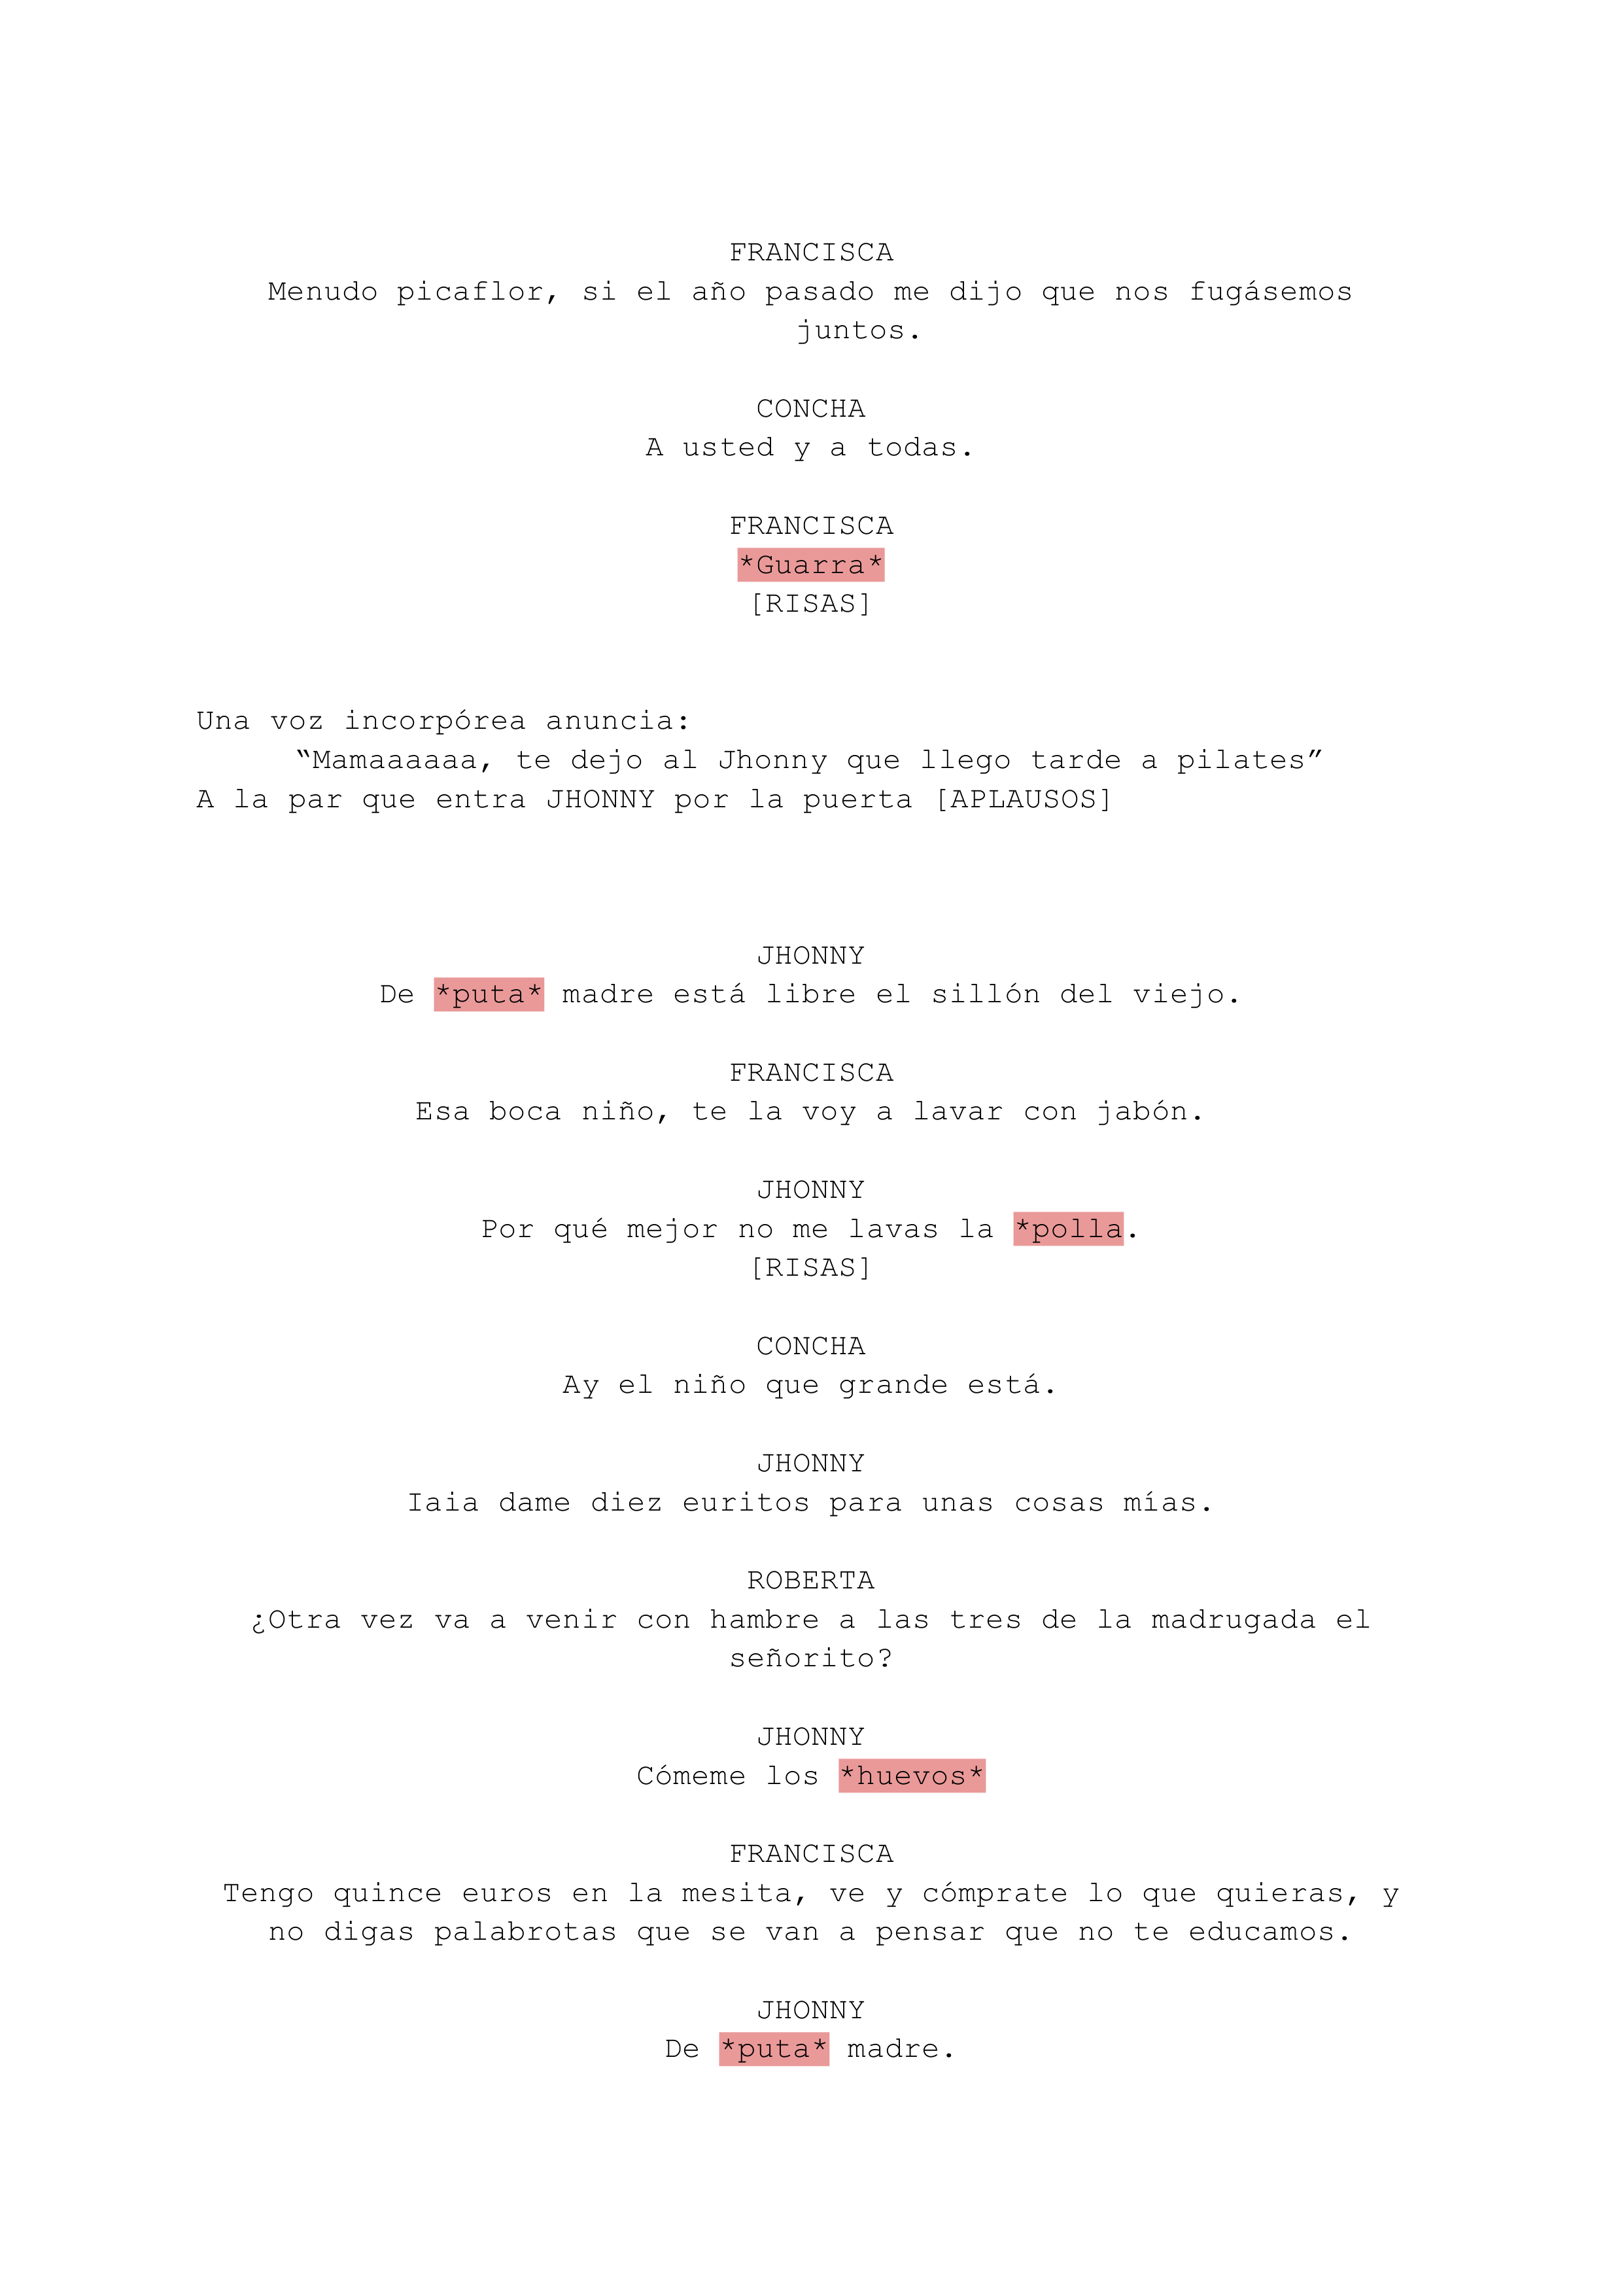 FRANCISCA
Menudo picaflor, si el año pasado me dijo que nos fugásemos
juntos.
CONCHA
A usted y a todas.
FRANCISCA
*Guarra*
[RISAS]
Una voz incorpórea anuncia:
“Mamaaaaaa, te dejo al Jhonny que llego tarde a pilates”
A la par que entra JHONNY por la puerta [APLAUSOS]
JHONNY
De *puta* madre está libre el sillón del viejo.
FRANCISCA
Esa boca niño, te la voy a lavar con jabón.
JHONNY
Por qué mejor no me lavas la *polla.
[RISAS]
CONCHA
Ay el niño que grande está.
JHONNY
Iaia dame diez euritos para unas cosas mías.
ROBERTA
¿Otra vez va a venir con hambre a las tres de la madrugada el
señorito?
JHONNY
Cómeme los *huevos*
FRANCISCA
Tengo quince euros en la mesita, ve y cómprate lo que quieras, y
no digas palabrotas que se van a pensar que no te educamos.
JHONNY
De *puta* madre.